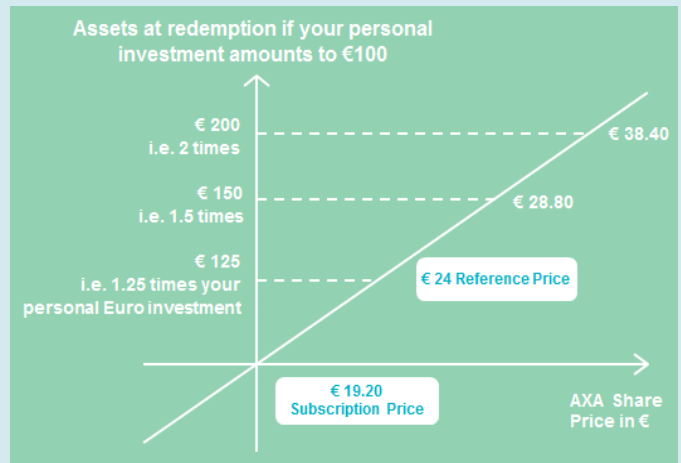 Assets at redemption if your personal
investment amounts to €100
€ 200
i.e. 2 times
€ 38.40
€ 150
i.e. 1.5 times
€ 28.80
€ 125
i.e. 1.25 times your
personal Euro investment
€ 24 Reference Price
€ 19.20
Subscription Price
AXA Share
Price in €